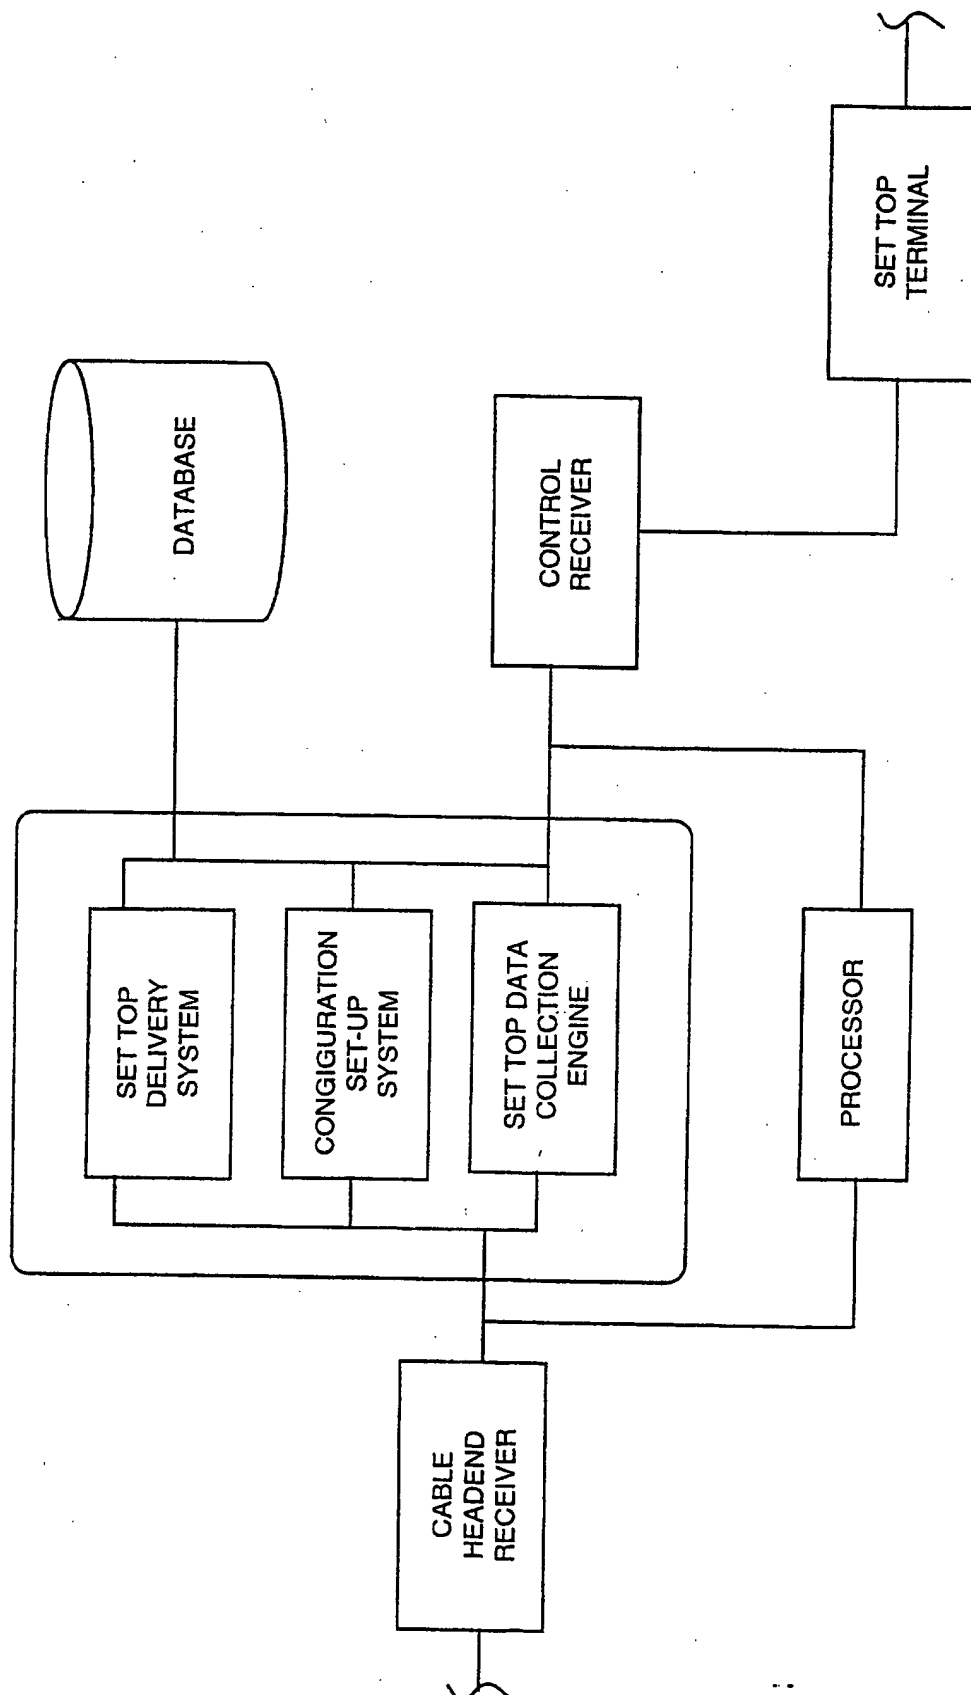 SET TOP
DELIVERY
SYSTEM
CONGIGURATION
SET-UP
SYSTEM
SET TOP DATA
COLLECTION
ENGINE
DATABASE
CABLE
HEADEND
RECEIVER
CONTROL
RECEIVER
PROCESSOR
SET TOP
TERMINAL